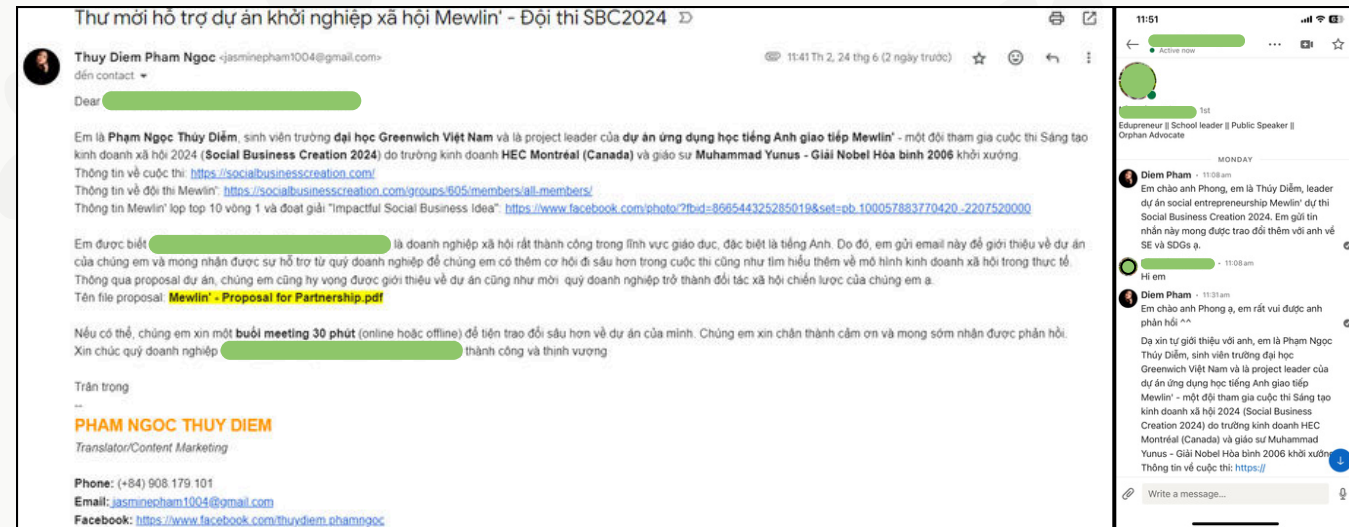 Thư mời hỗ trợ dự án khởi nghiệp xã hội Mewlin' - Đội thi SBC2024
Thuy Diem Pham Ngoc <jasminepham1004@gmail.com>
11:41 Th 2, 24 thg 6 (2 ngày trước)
đến contact
Dear
Em là Phạm Ngọc Thúy Diễm, sinh viên trường đại học Greenwich Việt Nam và là project leader của dự án ứng dụng học tiếng Anh giao tiếp Mewlin' - một đội tham gia cuộc thi Sáng tạo
kinh doanh xã hội 2024 (Social Business Creation 2024) do trường kinh doanh HEC Montréal (Canada) và giáo sư Muhammad Yunus - Giải Nobel Hòa bình 2006 khởi xướng.
Thông tin về cuộc thi: https://socialbusinesscreation.com/
Thông tin về đội thi Mewlin': https://socialbusinesscreation.com/groups/605/members/all-members/
Thông tin Mewlin' lọp top 10 vòng 1 và đoạt giải "Impactful Social Business Idea": https://www.facebook.com/photo/?fbid=866544325285019&set=pb.100057883770420.-2207520000
Em được biết là doanh nghiệp xã hội rất thành công trong lĩnh vực giáo dục, đặc biệt là tiếng Anh. Do đó, em gửi email này để giới thiệu về dự án
của chúng em và mong nhận được sự hỗ trợ từ quý doanh nghiệp để chúng em có thêm cơ hội đi sâu hơn trong cuộc thi cũng như tìm hiểu thêm về mô hình kinh doanh xã hội trong thực tế.
Thông qua proposal dự án, chúng em cũng hy vọng được giới thiệu về dự án cũng như mời quý doanh nghiệp trở thành đối tác xã hội chiến lược của chúng em ạ.
Tên file proposal: Mewlin' - Proposal for Partnership.pdf
Nếu có thể, chúng em xin một buổi meeting 30 phút (online hoặc offline) để tiện trao đổi sâu hơn về dự án của mình. Chúng em xin chân thành cảm ơn và mong sớm nhận được phản hồi.
Xin chúc quý doanh nghiệp thành công và thịnh vượng
Trân trọng
--
PHAM NGOC THUY DIEM
Translator/Content Marketing
Phone: (+84) 908.179.101
Email: jasminepham1004@gmail.com
Facebook: https://www.facebook.com/thuydiem.phamngoc
11:51
Active now
1st
Edupreneur || School leader || Public Speaker ||
Orphan Advocate
MONDAY
Diem Pham • 11:08 am
Em chào anh Phong, em là Thúy Diễm, leader
dự án social entrepreneurship Mewlin' dự thi
Social Business Creation 2024. Em gửi tin
nhắn này mong được trao đổi thêm với anh về
SE và SDGs ạ.
• 11:08 am
Hi em
Diem Pham • 11:31 am
Em chào anh Phong ạ, em rất vui được anh
phản hồi ^^
Dạ xin tự giới thiệu với anh, em là Phạm Ngọc
Thúy Diễm, sinh viên trường đại học
Greenwich Việt Nam và là project leader của
dự án ứng dụng học tiếng Anh giao tiếp
Mewlin' - một đội tham gia cuộc thi Sáng tạo
kinh doanh xã hội 2024 (Social Business
Creation 2024) do trường kinh doanh HEC
Montréal (Canada) và giáo sư Muhammad
Yunus - Giải Nobel Hòa bình 2006 khởi xướng
Thông tin về cuộc thi: https://
Write a message...